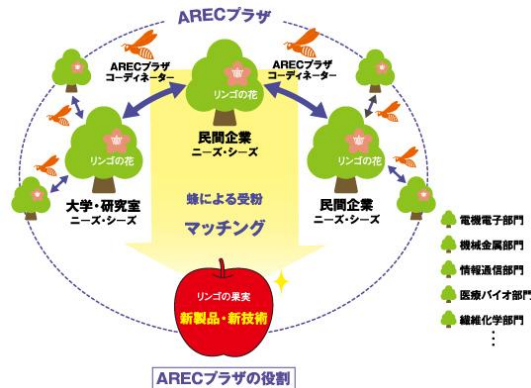 ARECプラザ
ARECプラザ
コーディネーター
ARECプラザ
コーディネーター
リンゴの花
民間企業
ニーズ・シーズ
リンゴの花
大学・研究室
ニーズ・シーズ
リンゴの花
民間企業
ニーズ・シーズ
蜂による受粉
マッチング
リンゴの果実
新製品・新技術
電機電子部門
機械金属部門
情報通信部門
医療バイオ部門
繊維化学部門
⋮
ARECプラザの役割